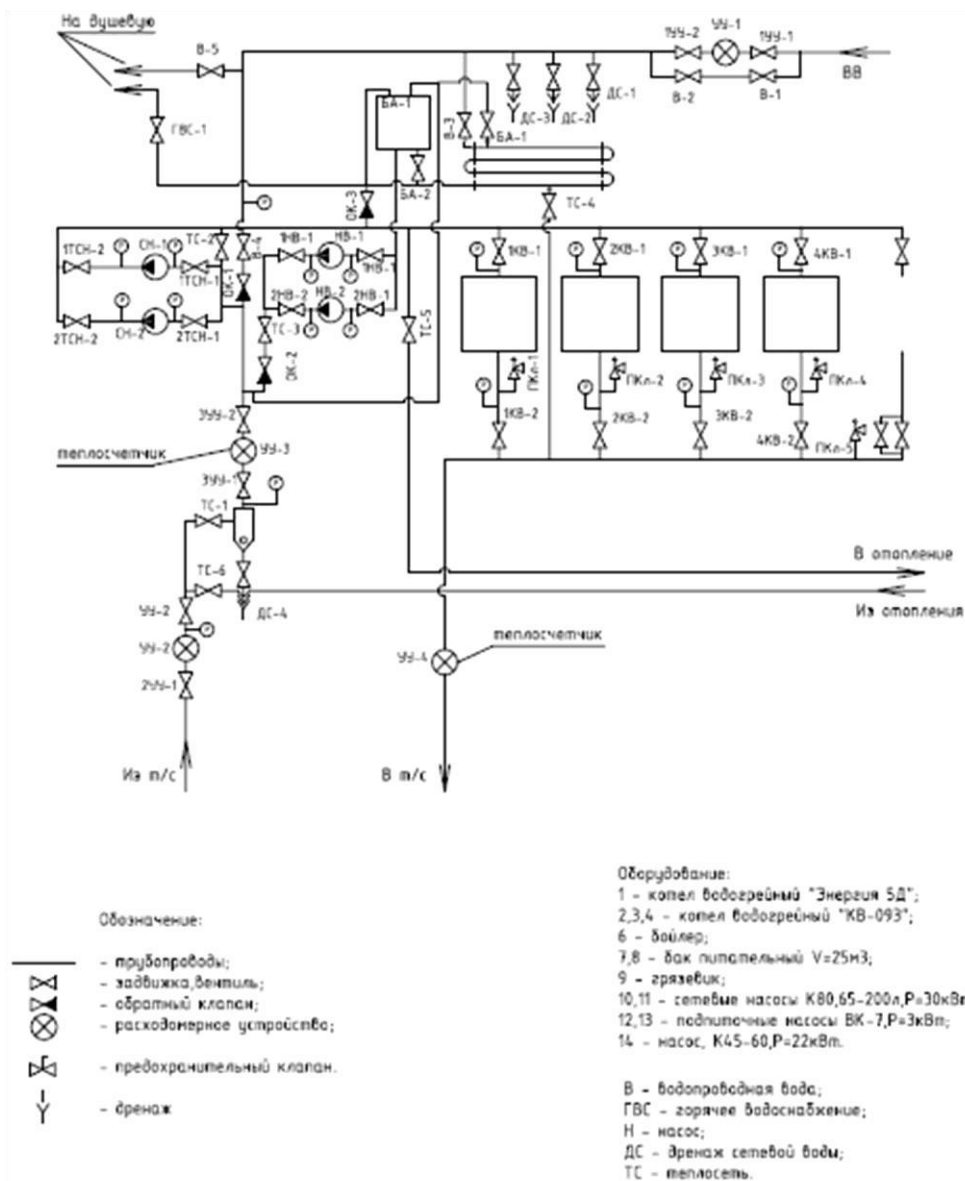 На душевую
В-5
1УУ-2
УУ-1
1УУ-1
ВВ
В-2
В-1
ГВС-1
БА-1
В-3
БА-1
ДС-3
ДС-2
ДС-1
БА-2
ОК-3
ТС-4
1ТСН-2
СН-1
ТС-2
В-4
1НВ-2
НВ-1
1НВ-1
1КВ-1
2КВ-1
3КВ-1
4КВ-1
1ТСН-1
ОК-1
2НВ-2
НВ-2
2НВ-1
2ТСН-2
СН-2
2ТСН-1
ТС-3
ТС-5
ОК-2
ПКл-1
ПКл-2
ПКл-3
ПКл-4
3УУ-2
1КВ-2
2КВ-2
3КВ-2
4КВ-2
ПКл-5
теплосчетчик
УУ-3
3УУ-1
ТС-1
В отопление
ТС-6
Из отопления
УУ-2
ДС-4
теплосчетчик
УУ-2
УУ-4
2УУ-1
Из т/с
В т/с
Обозначение:
- трубопроводы;
- задвижка,вентиль;
- обратный клапан;
- расходомерное устройство;
- предохранительный клапан.
- дренаж
Оборудование:
1 - котел водогрейный "Энергия 5Д";
2,3,4 - котел водогрейный "КВ-093";
6 - бойлер;
7,8 - бак питательный V=25м3;
9 - грязевик;
10,11 - сетевые насосы К80,65-200л,Р=30кВт
12,13 - подпиточные насосы ВК-7,Р=3кВт;
14 - насос, К45-60,Р=22кВт.
В - водопроводная вода;
ГВС - горячее водоснабжение;
Н - насос;
ДС - дренаж сетевой воды;
ТС - теплосеть.